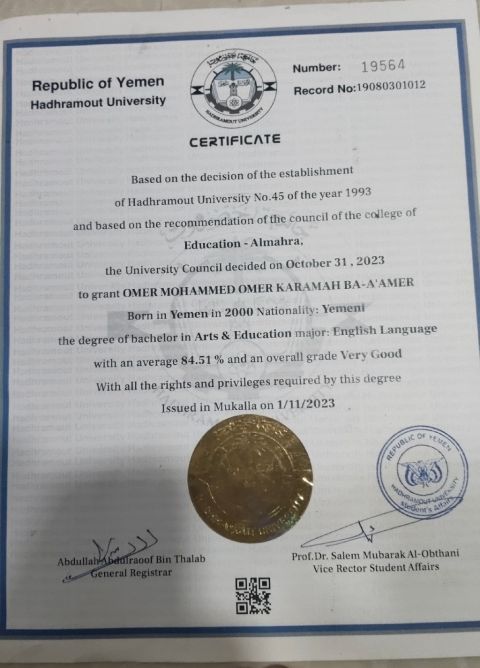 Republic of Yemen
Hadhramout University
Number: 19564
Record No:19080301012
HADHRAMOUT UNIVERSITY
CERTIFICATE
Based on the decision of the establishment
of Hadhramout University No.45 of the year 1993
and based on the recommendation of the council of the college of
Education - Almahra,
the University Council decided on October 31 , 2023
to grant OMER MOHAMMED OMER KARAMAH BA-A'AMER
Born in Yemen in 2000 Nationality: Yemeni
the degree of bachelor in Arts & Education major: English Language
with an average 84.51 % and an overall grade Very Good
With all the rights and privileges required by this degree
Issued in Mukalla on 1/11/2023
REPUBLIC OF YEMEN
HADHRAMOUT UNIVERSITY
Student's Affairs
Abdullah Abdulraoof Bin Thalab
General Registrar
Prof.Dr. Salem Mubarak Al-Obthani
Vice Rector Student Affairs